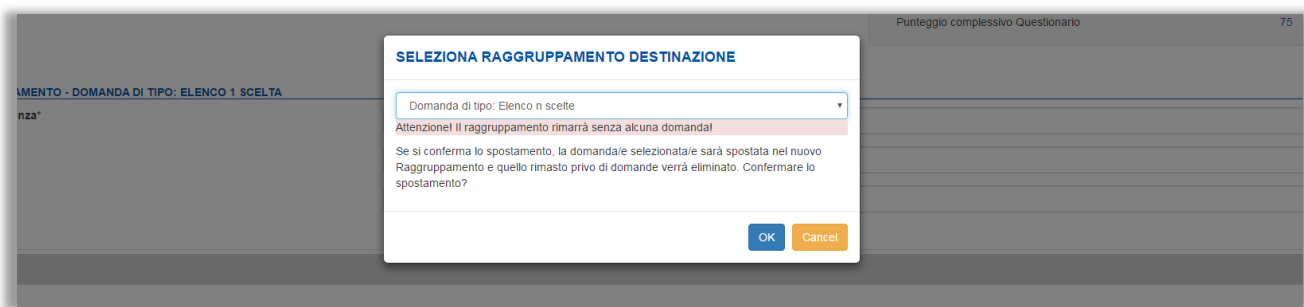 Punteggio complessivo Questionario 75
SELEZIONA RAGGRUPPAMENTO DESTINAZIONE
AMENTO - DOMANDA DI TIPO: ELENCO 1 SCELTA
Domanda di tipo: Elenco n scelte
nza*
Attenzione! Il raggruppamento rimarrà senza alcuna domanda!
Se si conferma lo spostamento, la domanda/e selezionata/e sarà spostata nel nuovo
Raggruppamento e quello rimasto privo di domande verrà eliminato. Confermare lo
spostamento?
OK Cancel